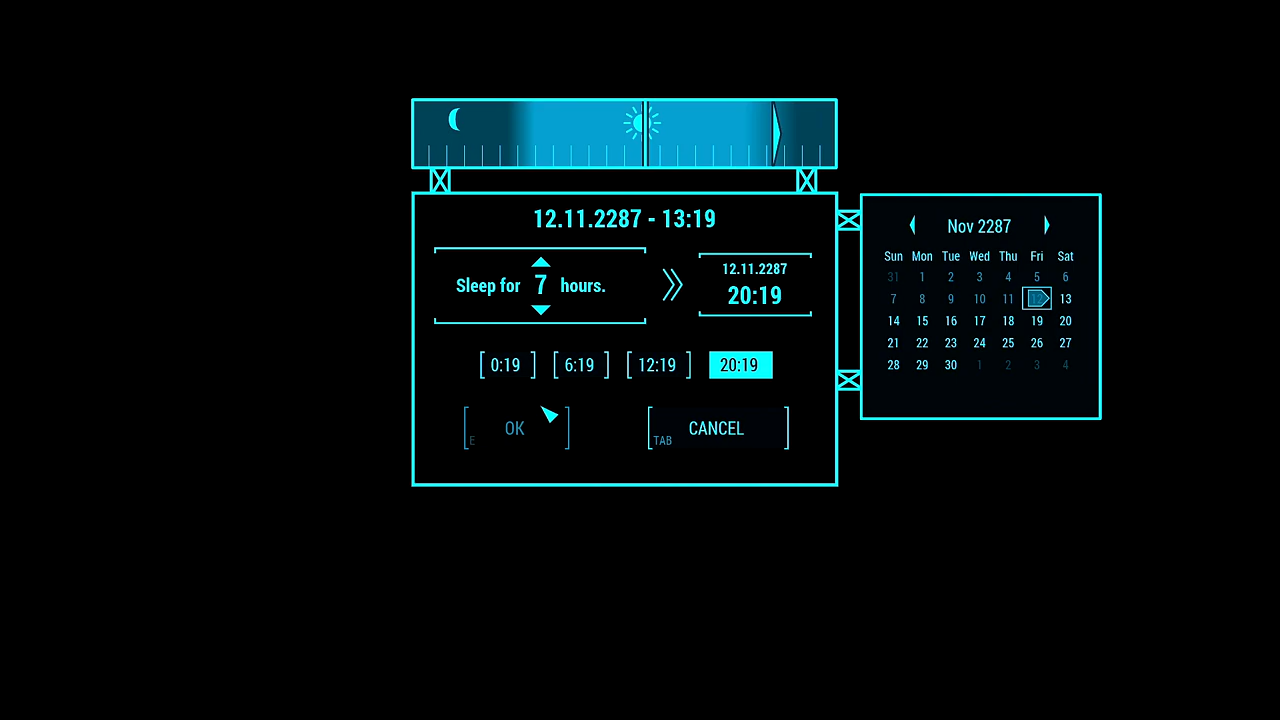 12.11.2287 - 13:19
Sleep for 7 hours.
12.11.2287
20:19
0:19 6:19 12:19 20:19
E OK
TAB CANCEL
Nov 2287
Sun Mon Tue Wed Thu Fri Sat
31 1 2 3 4 5 6
7 8 9 10 11 12 13
14 15 16 17 18 19 20
21 22 23 24 25 26 27
28 29 30 1 2 3 4